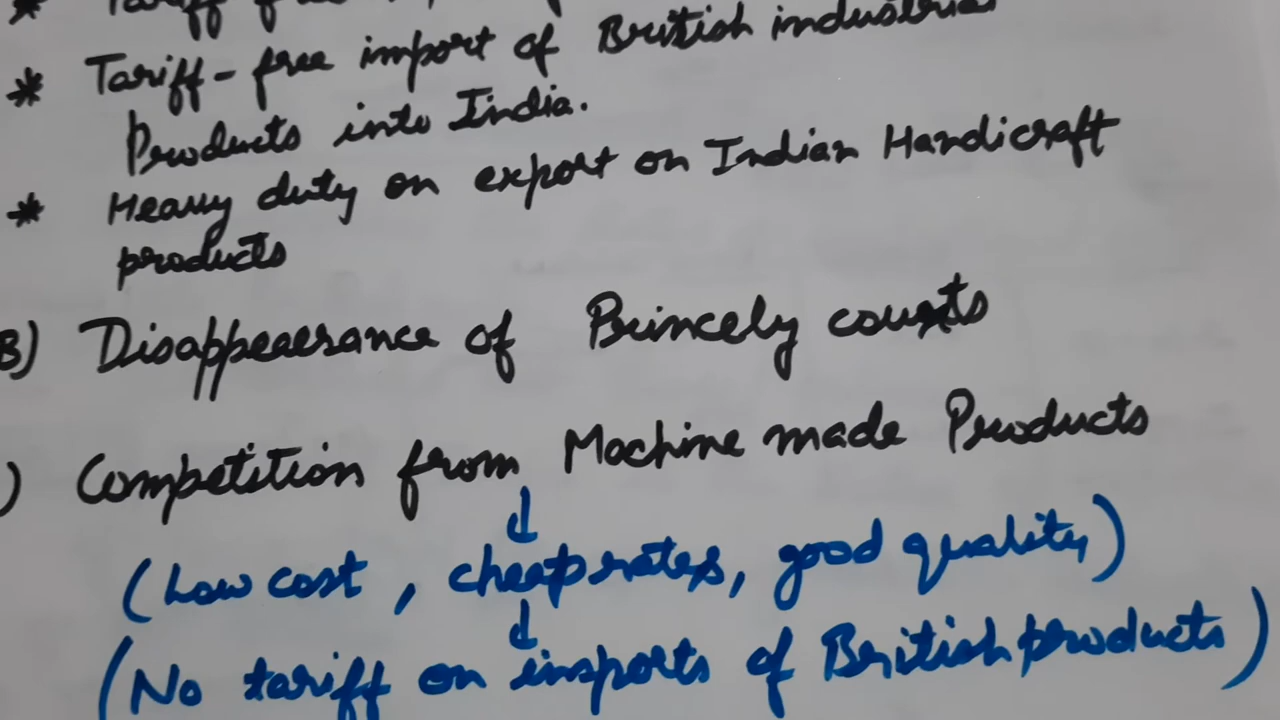 * Tariff-free import of British industries
Products into India.
* Heavy duty on export on Indian Handicraft
products
B) Disappearance of Princely courts
) Competition from Machine made Products
↓
(Low cost, cheap rates, good quality)
↓
(No tariff on imports of British products)